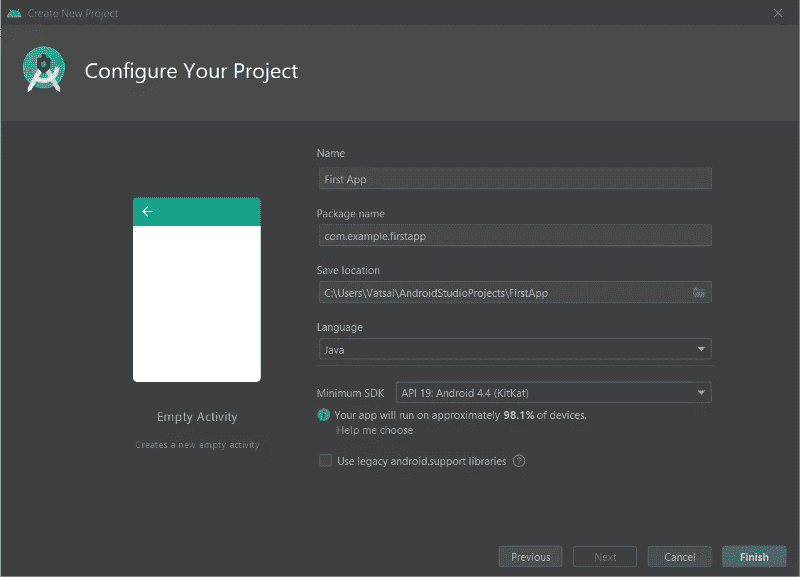 Create New Project
Configure Your Project
Name
First App
Package name
com.example.firstapp
Save location
C:\Users\Vatsal\AndroidStudioProjects\FirstApp
Language
Java
Minimum SDK API 19: Android 4.4 (KitKat)
Your app will run on approximately 98.1% of devices.
Help me choose
Use legacy android.support libraries ?
Empty Activity
Creates a new empty activity
Previous Next Cancel Finish